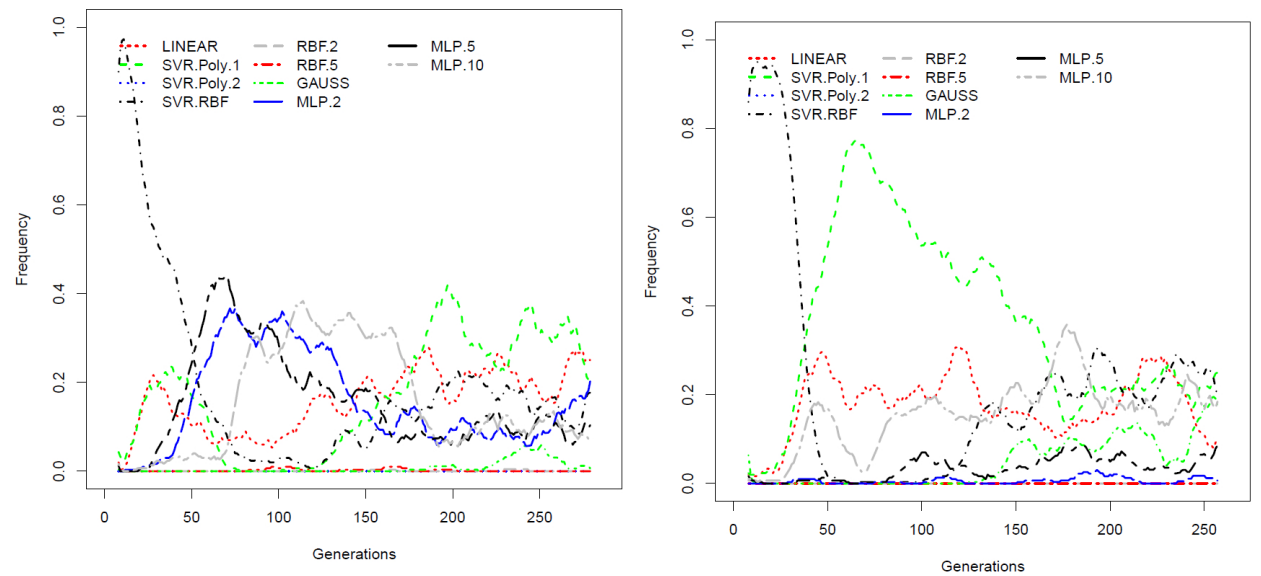 1.0
0.8
0.6
0.4
0.2
0.0
Frequency
LINEAR RBF.2 MLP.5
SVR.Poly.1 RBF.5 MLP.10
SVR.Poly.2 GAUSS
SVR.RBF MLP.2
0 50 100 150 200 250
Generations
1.0
0.8
0.6
0.4
0.2
0.0
Frequency
LINEAR RBF.2 MLP.5
SVR.Poly.1 RBF.5 MLP.10
SVR.Poly.2 GAUSS
SVR.RBF MLP.2
0 50 100 150 200 250
Generations